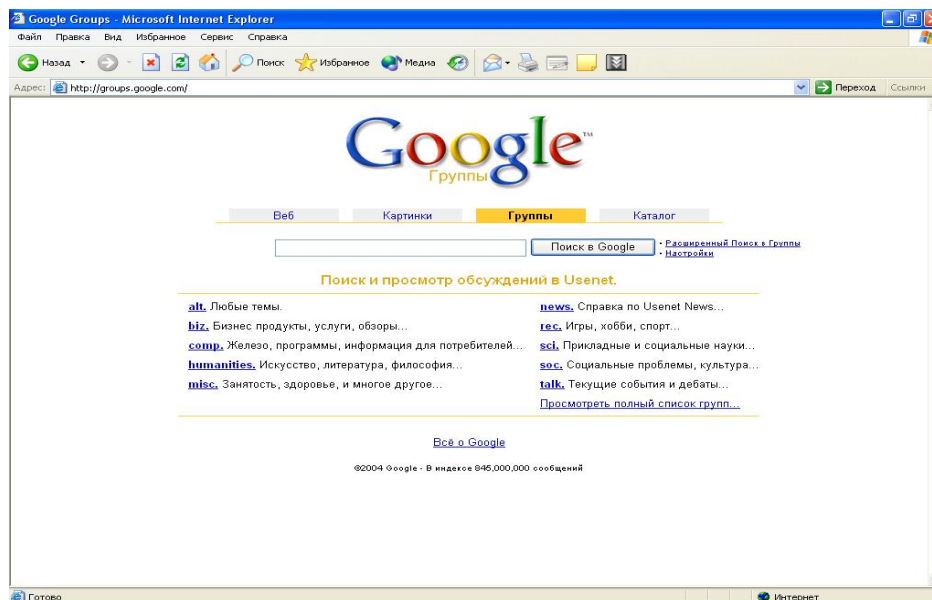 Google Groups - Microsoft Internet Explorer
Файл Правка Вид Избранное Сервис Справка
Назад Поиск Избранное Медиа
Адрес: http://groups.google.com/ Переход Ссылки
Google™
Группы
Веб Картинки Группы Каталог
Поиск в Google
· Расширенный Поиск в Группы
· Настройки
Поиск и просмотр обсуждений в Usenet.
alt. Любые темы.
biz. Бизнес продукты, услуги, обзоры...
comp. Железо, программы, информация для потребителей...
humanities. Искусство, литература, философия...
misc. Занятость, здоровье, и многое другое...
news. Справка по Usenet News...
rec. Игры, хобби, спорт...
sci. Прикладные и социальные науки...
soc. Социальные проблемы, культура...
talk. Текущие события и дебаты...
Просмотреть полный список групп...
Всё о Google
©2004 Google - В индексе 845,000,000 сообщений
Готово Интернет